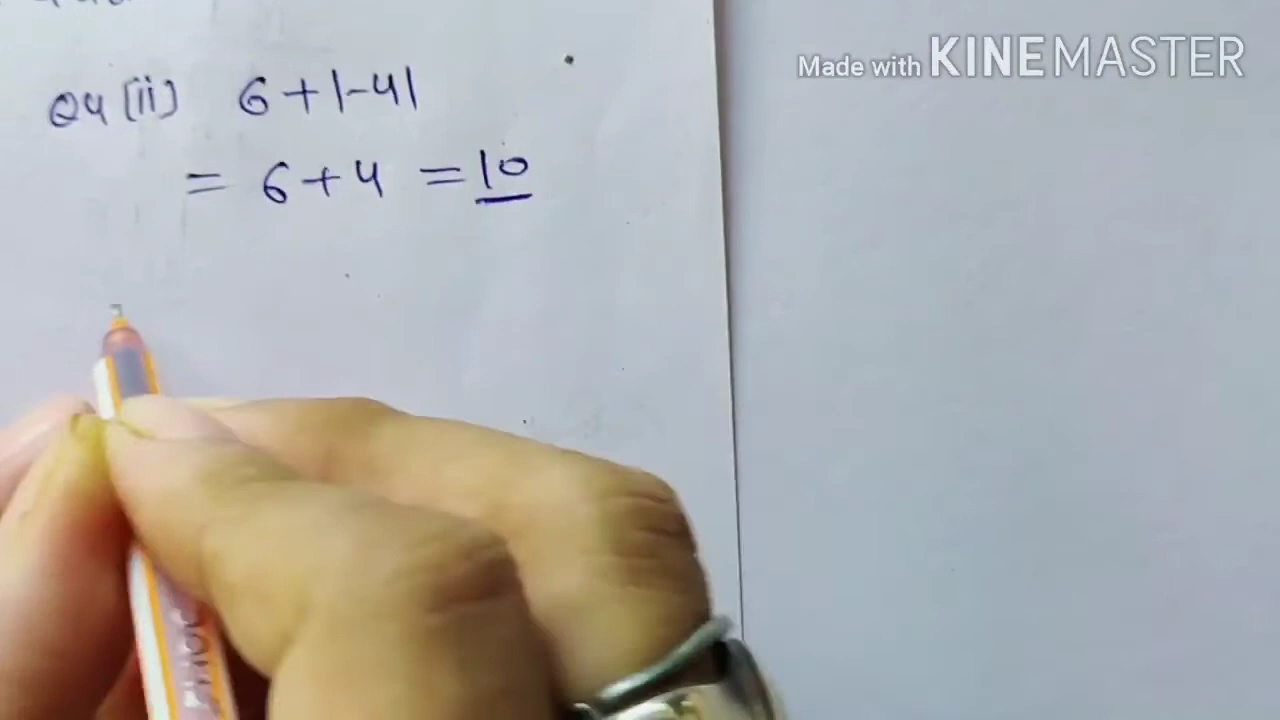 Made with KINEMASTER
Q4 (ii) 6 + |-4|
= 6 + 4 = 10